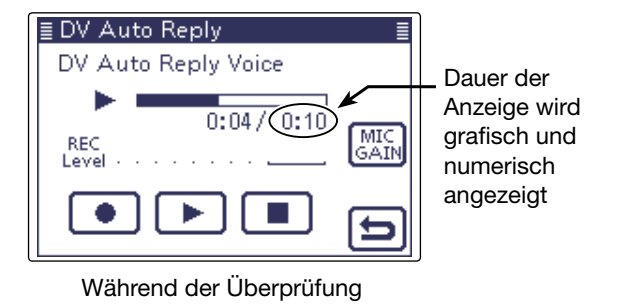 DV Auto Reply
DV Auto Reply Voice
0:04 / 0:10
REC
Level
MIC
GAIN
Dauer der
Anzeige wird
grafisch und
numerisch
angezeigt
Während der Überprüfung